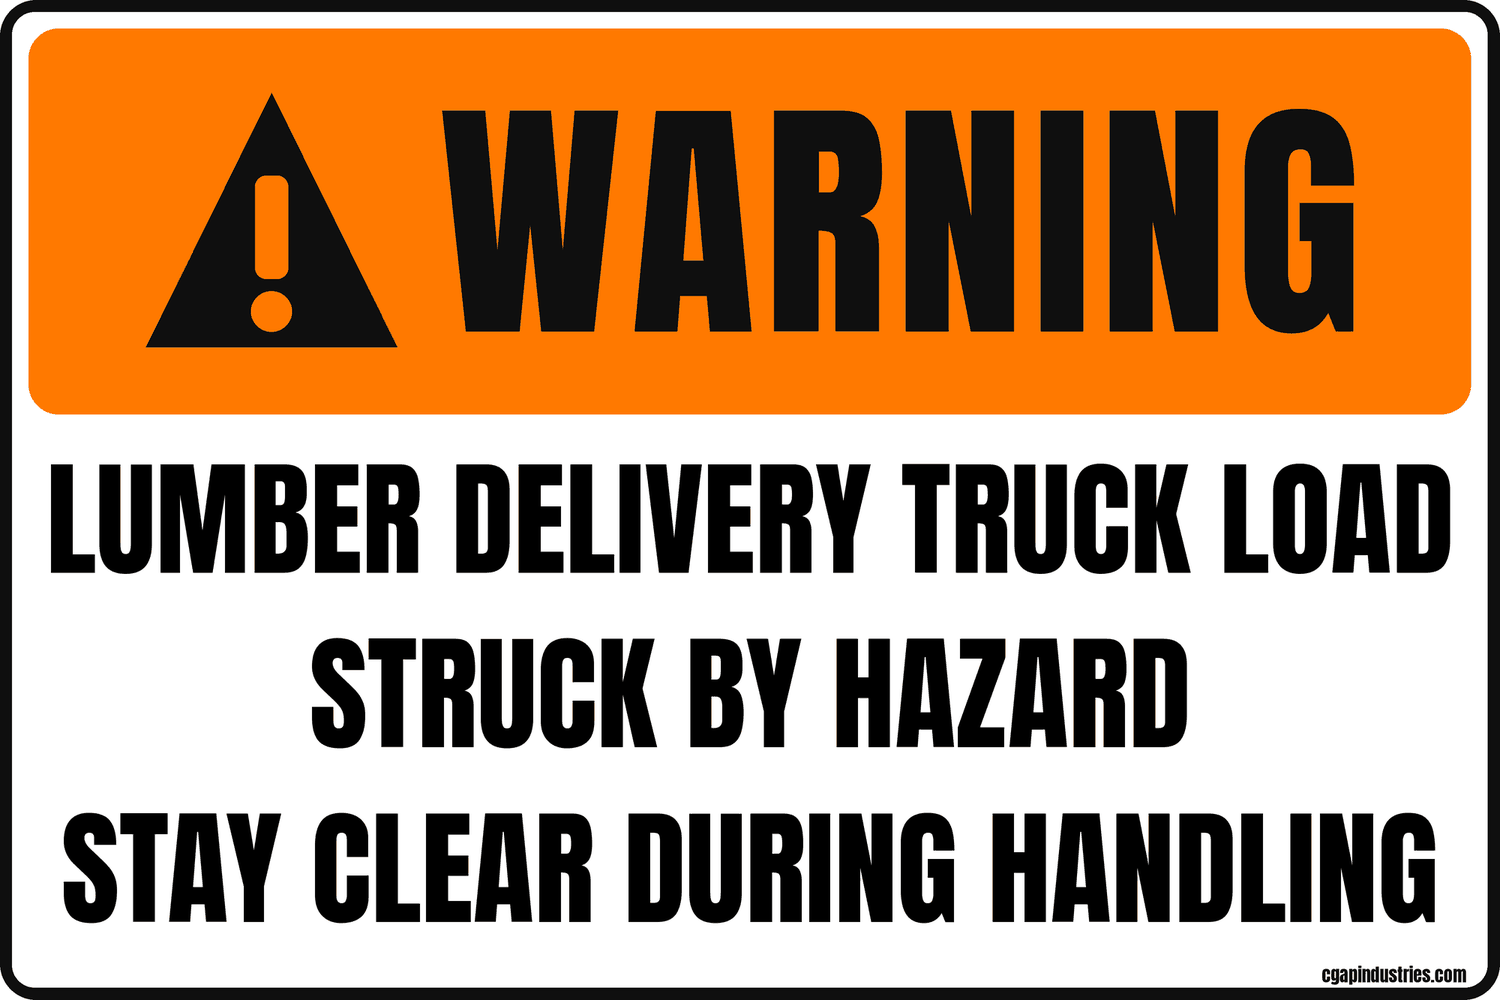 WARNING
LUMBER DELIVERY TRUCK LOAD
STRUCK BY HAZARD
STAY CLEAR DURING HANDLING
cgapindustries.com